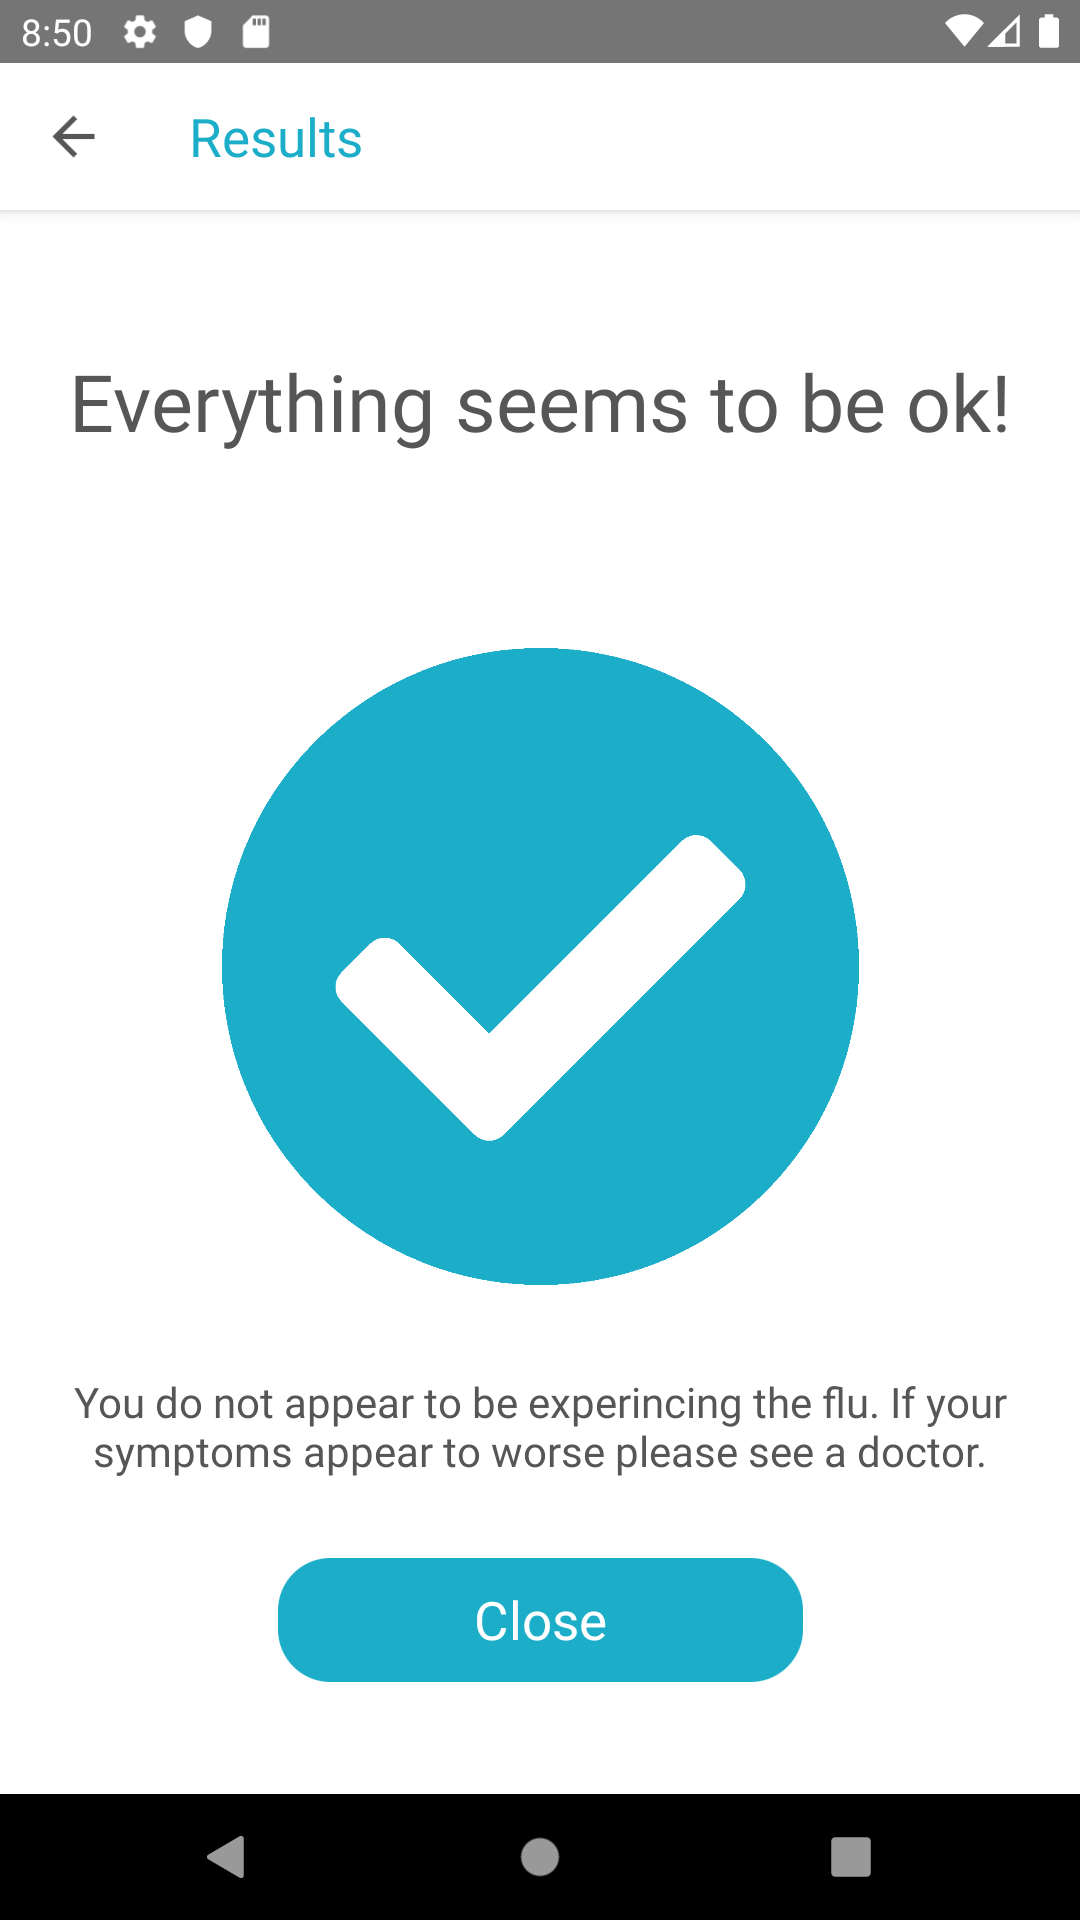 8:50
Results
Everything seems to be ok!
You do not appear to be experincing the flu. If your
symptoms appear to worse please see a doctor.
Close